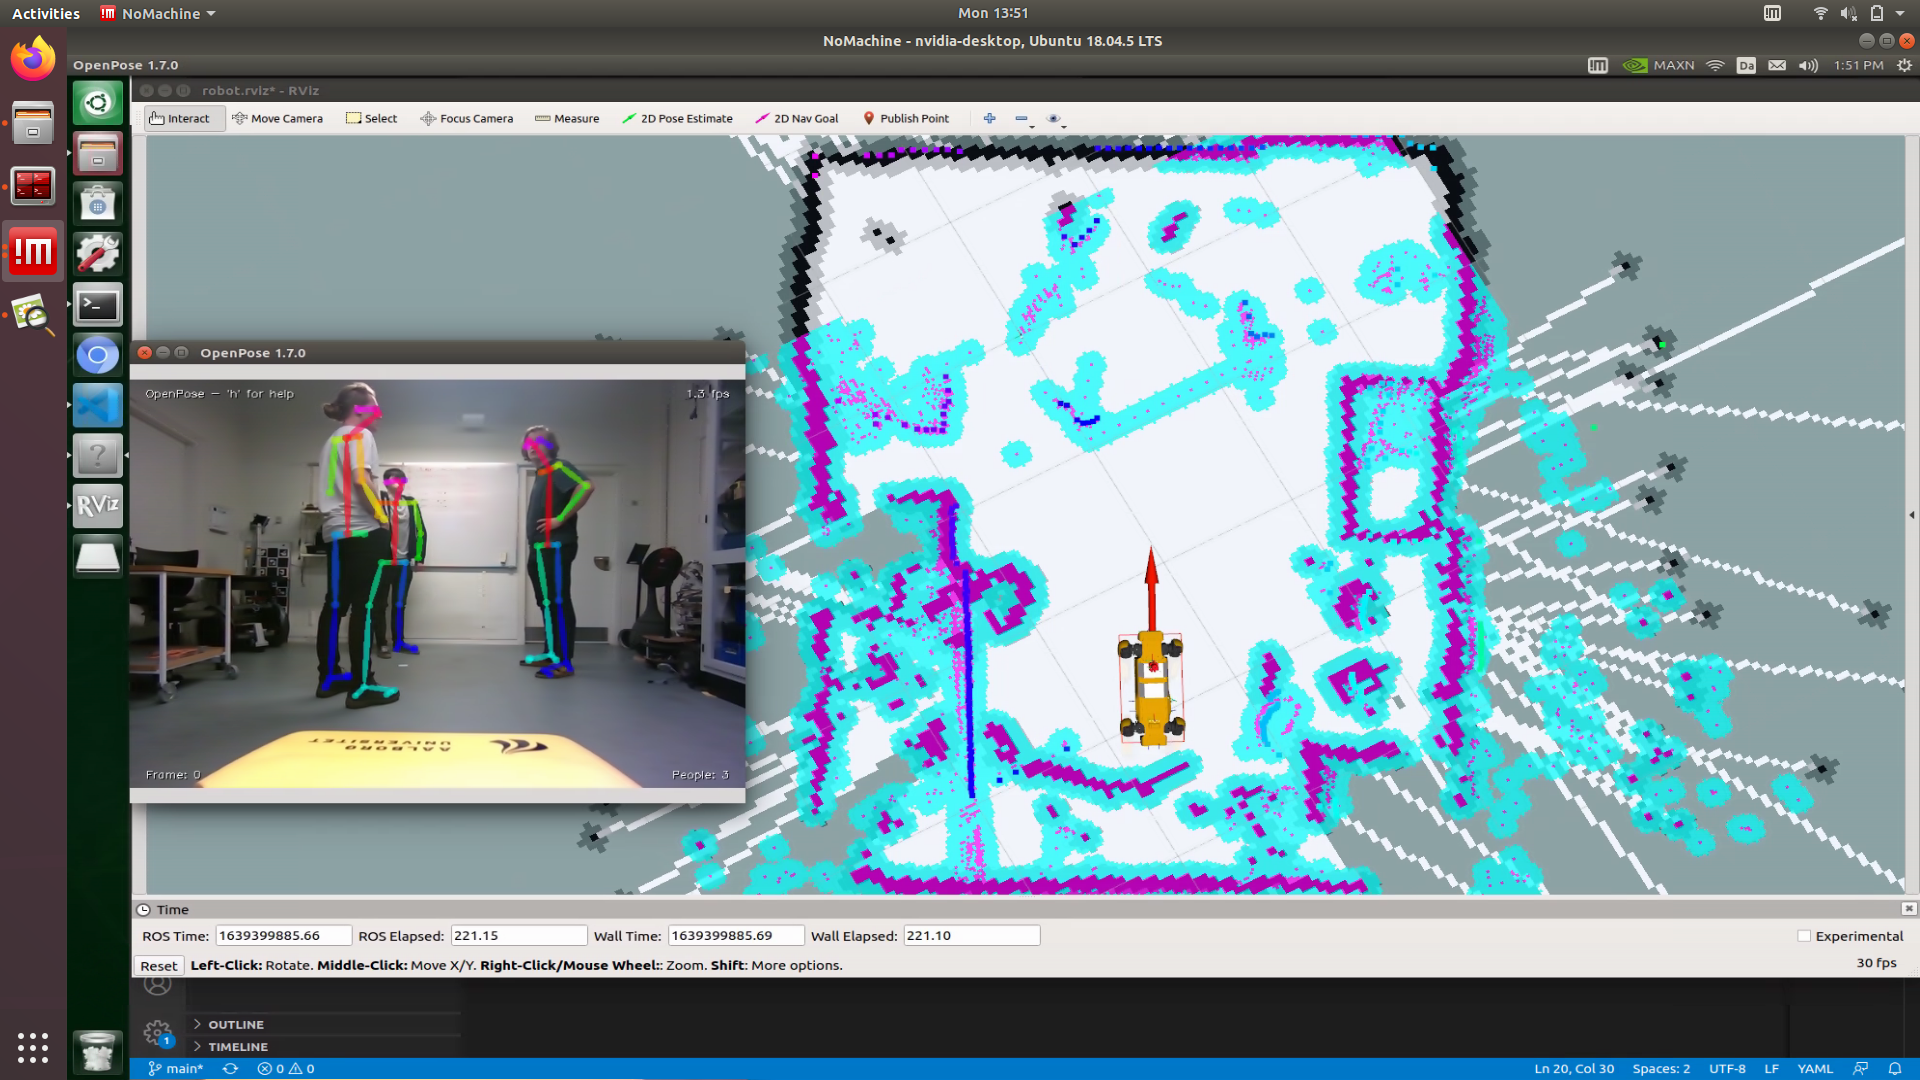 Activities NoMachine Mon 13:51
NoMachine - nvidia-desktop, Ubuntu 18.04.5 LTS
OpenPose 1.7.0 !M MAXN Da 1:51 PM
robot.rviz* - RViz
Interact Move Camera Select Focus Camera Measure 2D Pose Estimate 2D Nav Goal Publish Point
!M
RViz
OpenPose 1.7.0
OpenPose - 'h' for help 1.3 fps
AALBORG
UNIVERSITET
Frame: 0 People: 3
Time
ROS Time: 1639399885.66 ROS Elapsed: 221.15 Wall Time: 1639399885.69 Wall Elapsed: 221.10 Experimental
Reset Left-Click: Rotate. Middle-Click: Move X/Y. Right-Click/Mouse Wheel:: Zoom. Shift: More options. 30 fps
1
OUTLINE
TIMELINE
main* 0 0 Ln 20, Col 30 Spaces: 2 UTF-8 LF YAML